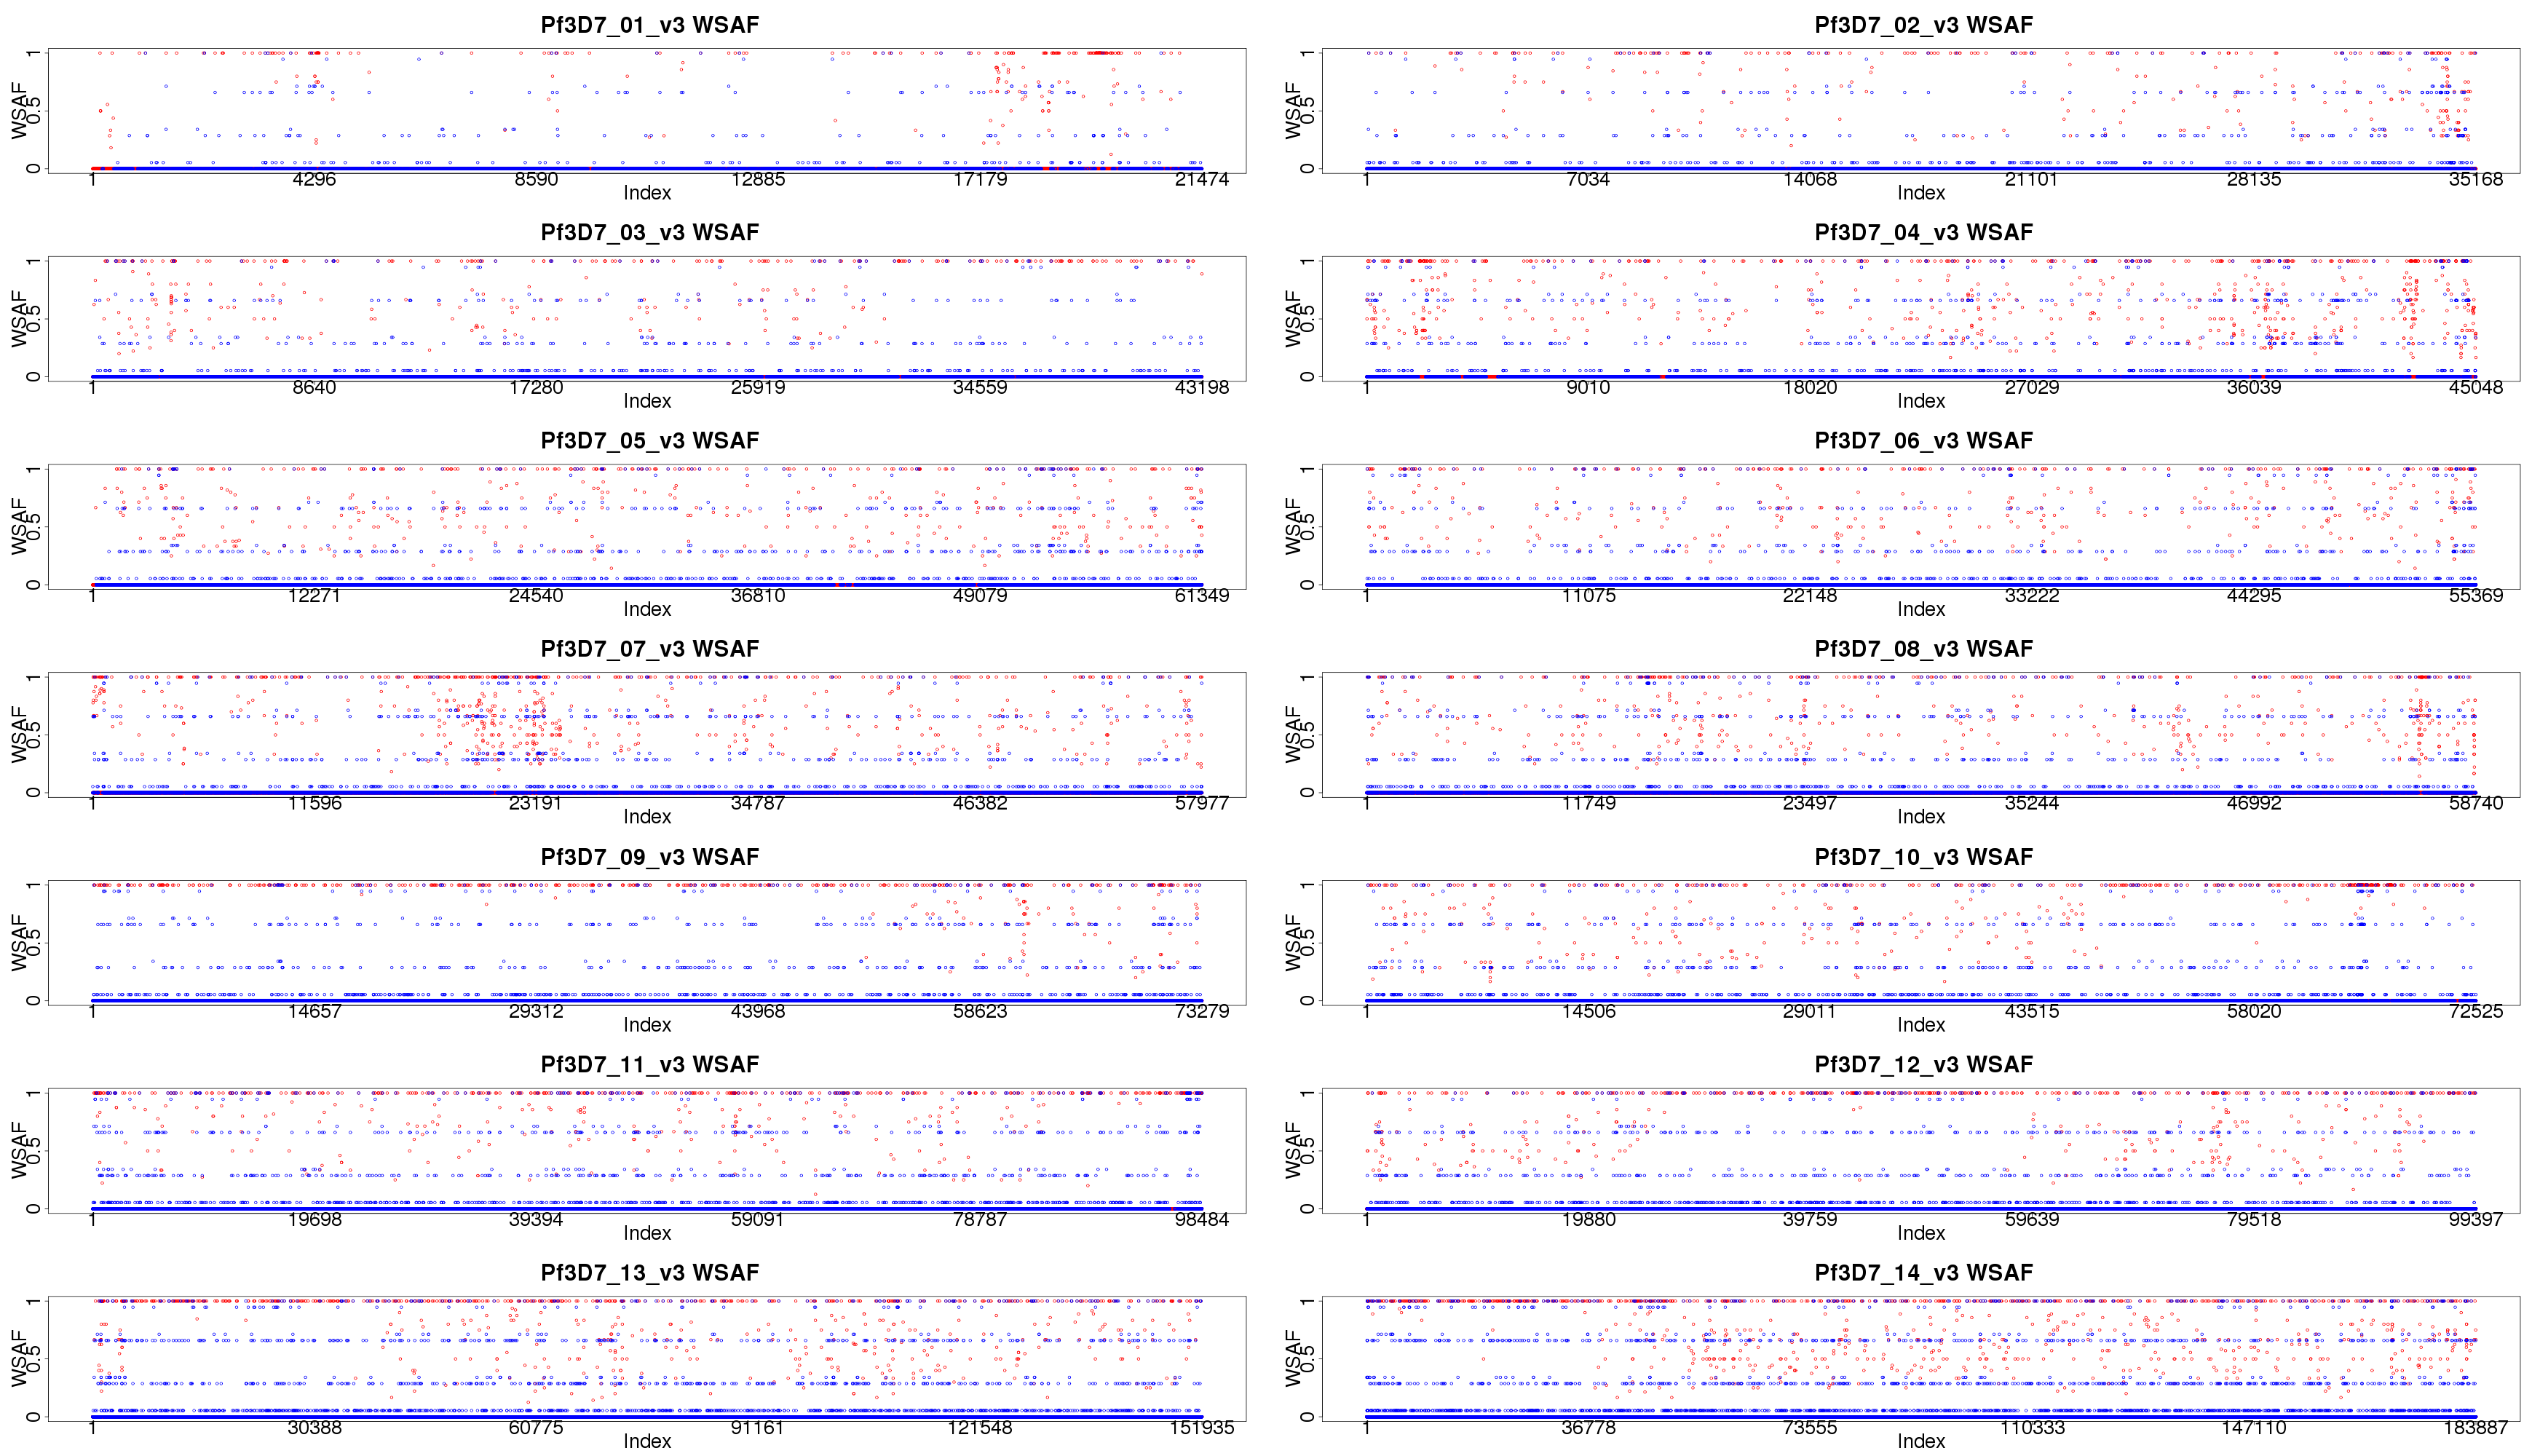 Pf3D7_01_v3 WSAF
WSAF
0 0.5 1
1 4296 8590 12885 17179 21474
Index
Pf3D7_02_v3 WSAF
WSAF
0 0.5 1
1 7034 14068 21101 28135 35168
Index
Pf3D7_03_v3 WSAF
WSAF
0 0.5 1
1 8640 17280 25919 34559 43198
Index
Pf3D7_04_v3 WSAF
WSAF
0 0.5 1
1 9010 18020 27029 36039 45048
Index
Pf3D7_05_v3 WSAF
WSAF
0 0.5 1
1 12271 24540 36810 49079 61349
Index
Pf3D7_06_v3 WSAF
WSAF
0 0.5 1
1 11075 22148 33222 44295 55369
Index
Pf3D7_07_v3 WSAF
WSAF
0 0.5 1
1 11596 23191 34787 46382 57977
Index
Pf3D7_08_v3 WSAF
WSAF
0 0.5 1
1 11749 23497 35244 46992 58740
Index
Pf3D7_09_v3 WSAF
WSAF
0 0.5 1
1 14657 29312 43968 58623 73279
Index
Pf3D7_10_v3 WSAF
WSAF
0 0.5 1
1 14506 29011 43515 58020 72525
Index
Pf3D7_11_v3 WSAF
WSAF
0 0.5 1
1 19698 39394 59091 78787 98484
Index
Pf3D7_12_v3 WSAF
WSAF
0 0.5 1
1 19880 39759 59639 79518 99397
Index
Pf3D7_13_v3 WSAF
WSAF
0 0.5 1
1 30388 60775 91161 121548 151935
Index
Pf3D7_14_v3 WSAF
WSAF
0 0.5 1
1 36778 73555 110333 147110 183887
Index